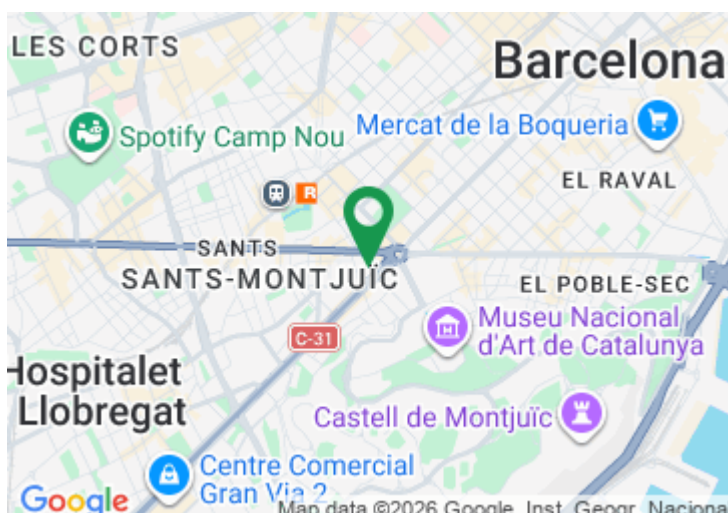 LES CORTS
Barcelona
Spotify Camp Nou
Mercat de la Boqueria
R
EL RAVAL
SANTS
SANTS-MONTJUÏC
EL POBLE-SEC
Museu Nacional
d'Art de Catalunya
C-31
Hospitalet
Llobregat
Castell de Montjuïc
Centre Comercial
Gran Via 2
Google
Map data ©2026 Google, Inst. Geogr. Naciona